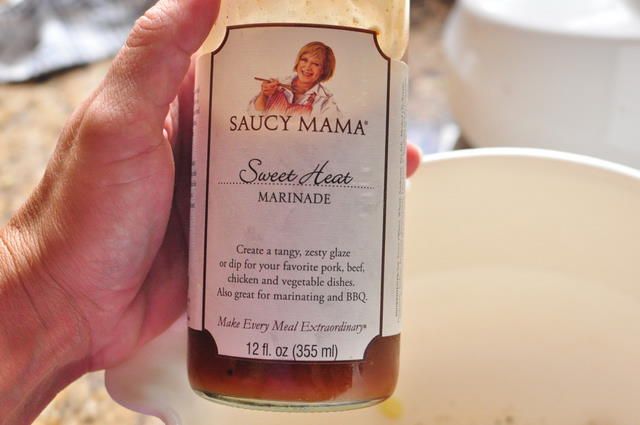 SAUCY MAMA®
Sweet Heat
MARINADE
Create a tangy, zesty glaze
or dip for your favorite pork, beef,
chicken and vegetable dishes.
Also great for marinating and BBQ.
Make Every Meal Extraordinary®
12 fl. oz (355 ml)